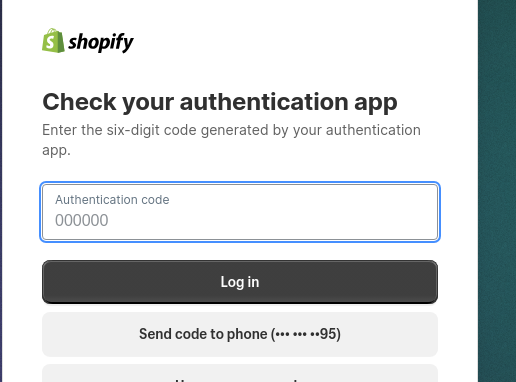 shopify
Check your authentication app
Enter the six-digit code generated by your authentication
app.
Authentication code
000000
Log in
Send code to phone (••• ••• ••95)